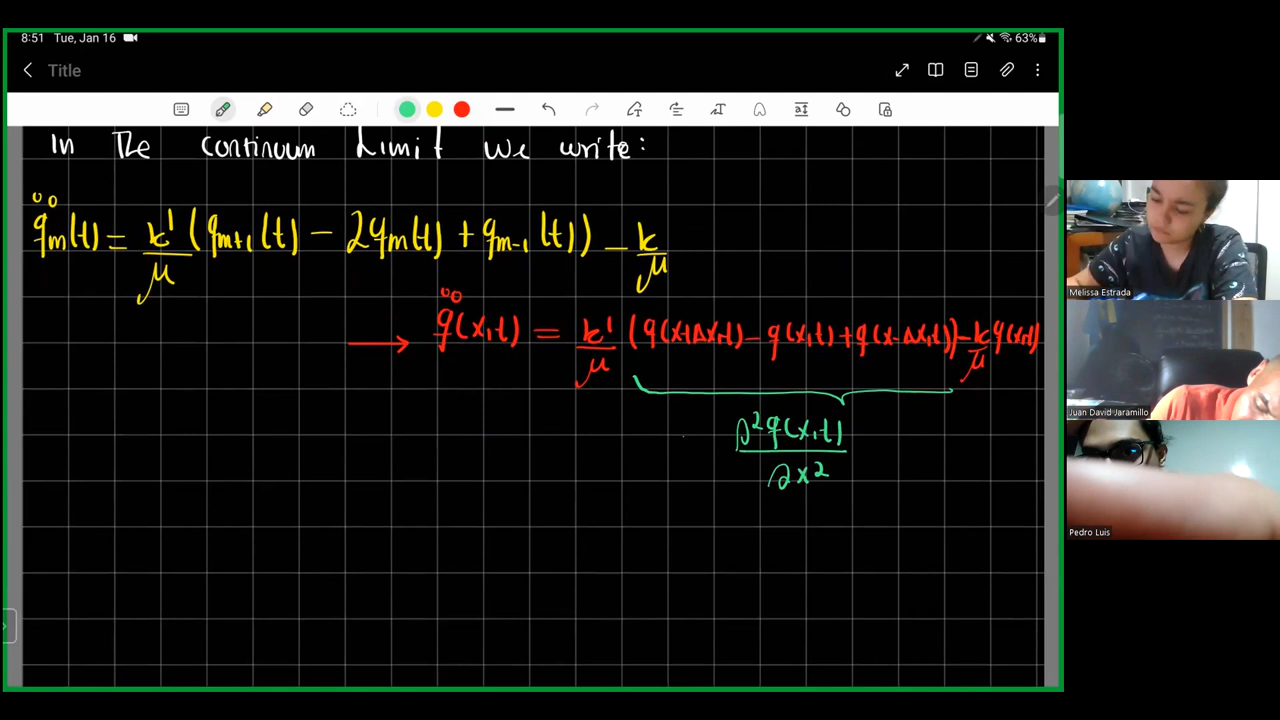 8:51 Tue, Jan 16
63%
Title
In The continuum Limit we write:
q̈m(t) = k'/μ (qm+1(t) − 2qm(t) + qm-1(t)) − k/μ
→ q̈(x,t) = k'/μ (q(x+Δx,t) − q(x,t) + q(x-Δx,t)) − k/μ q(x,t)
∂²q(x,t)/∂x²
Melissa Estrada
Juan David Jaramillo
Pedro Luis